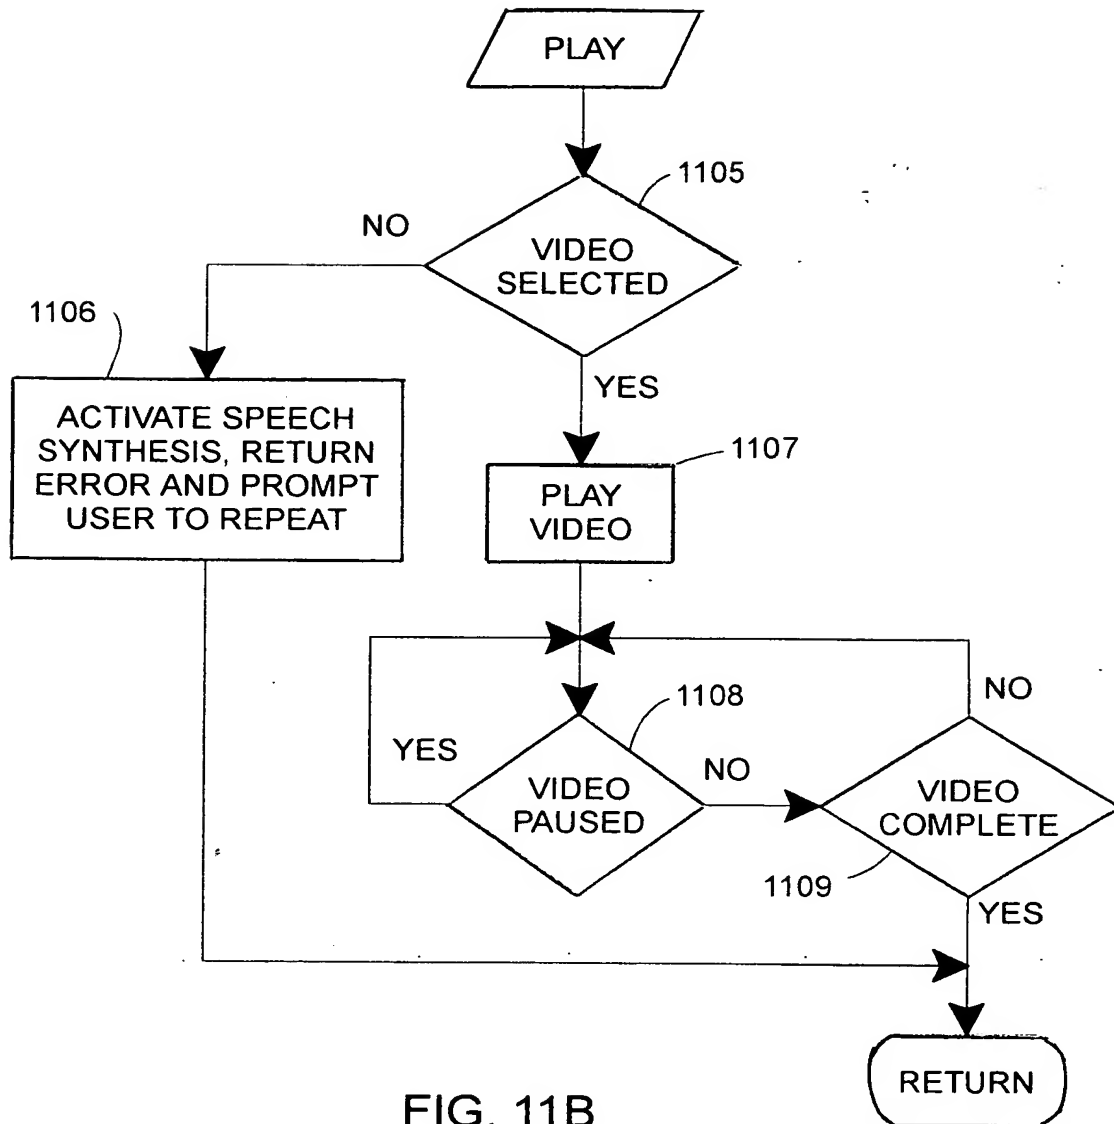 PLAY
1105
NO
VIDEO
SELECTED
1106
YES
ACTIVATE SPEECH
SYNTHESIS, RETURN
ERROR AND PROMPT
USER TO REPEAT
1107
PLAY
VIDEO
1108
NO
YES
NO
VIDEO
PAUSED
VIDEO
COMPLETE
1109
YES
RETURN
FIG. 11B